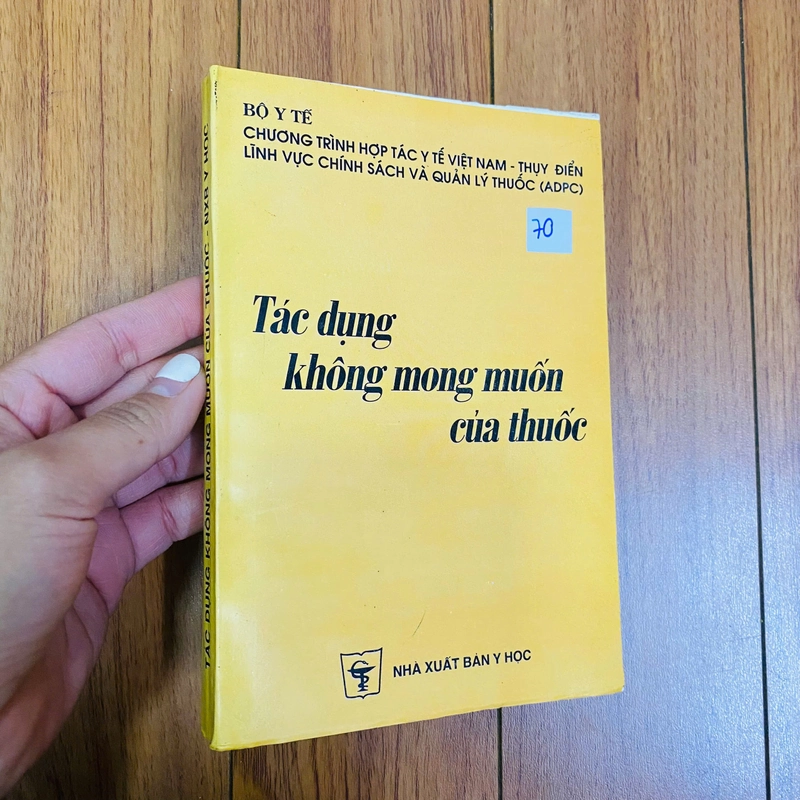 BỘ Y TẾ
CHƯƠNG TRÌNH HỢP TÁC Y TẾ VIỆT NAM - THỤY ĐIỂN
LĨNH VỰC CHÍNH SÁCH VÀ QUẢN LÝ THUỐC (ADPC)
70
Tác dụng
không mong muốn
của thuốc
NHÀ XUẤT BẢN Y HỌC
TÁC DỤNG KHÔNG MONG MUỐN CỦA THUỐC - NXB Y HỌC